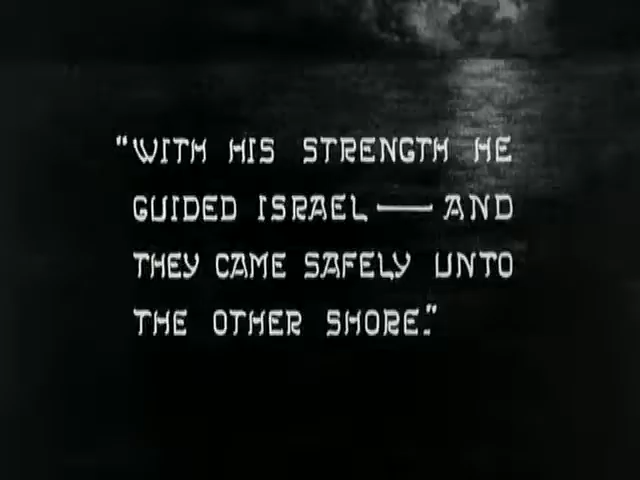 "WITH HIS STRENGTH HE
GUIDED ISRAEL — AND
THEY CAME SAFELY UNTO
THE OTHER SHORE."